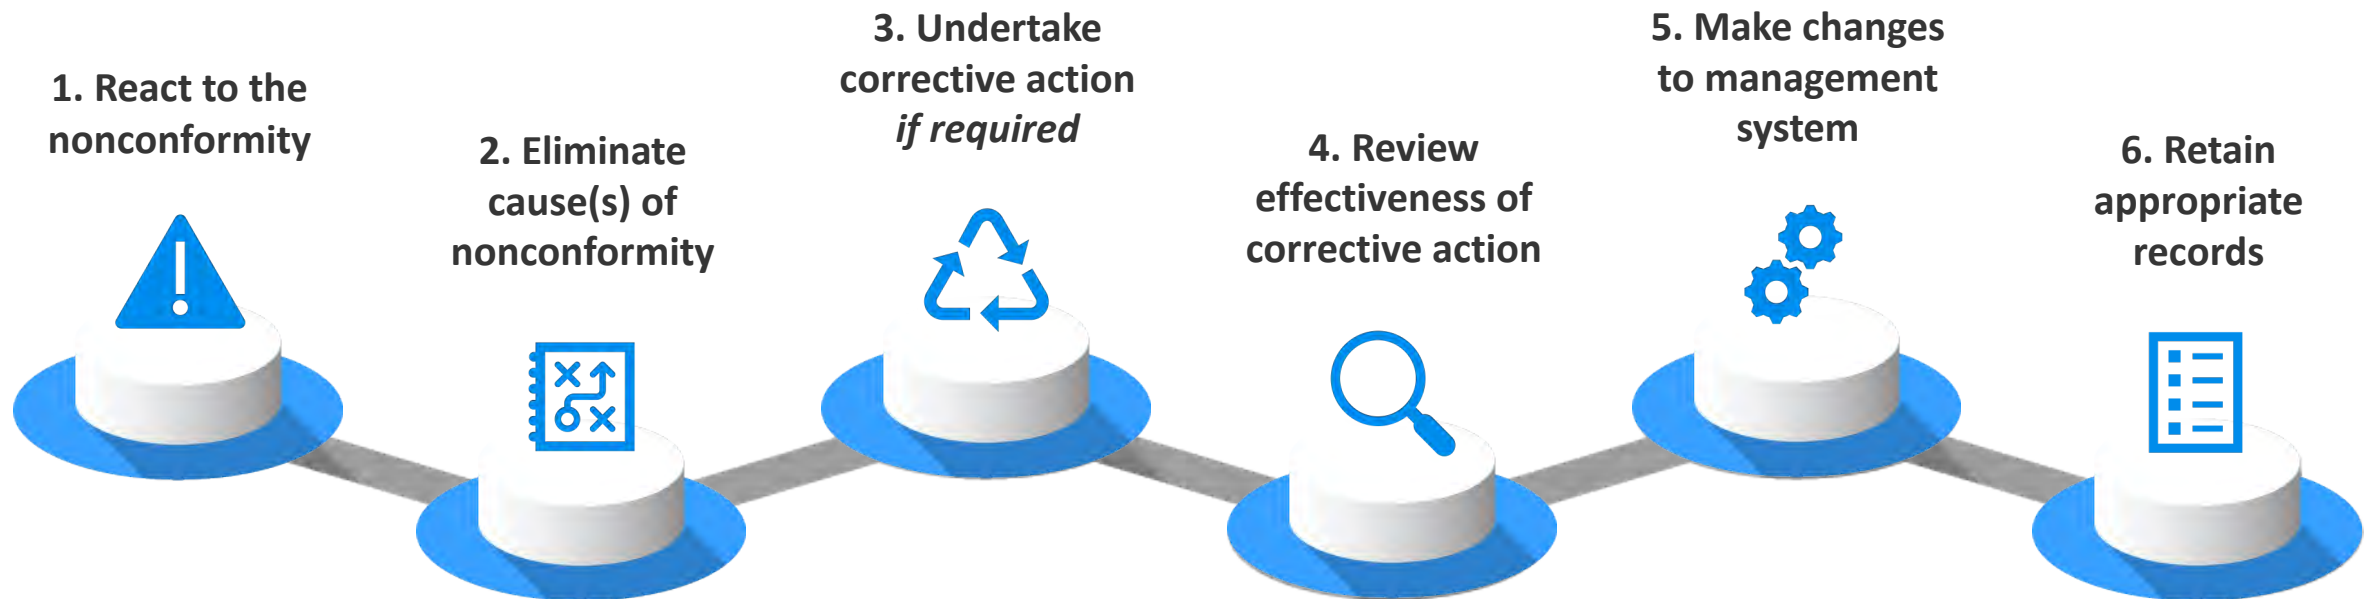 1. React to the
nonconformity
2. Eliminate
cause(s) of
nonconformity
3. Undertake
corrective action
if required
4. Review
effectiveness of
corrective action
5. Make changes
to management
system
6. Retain
appropriate
records